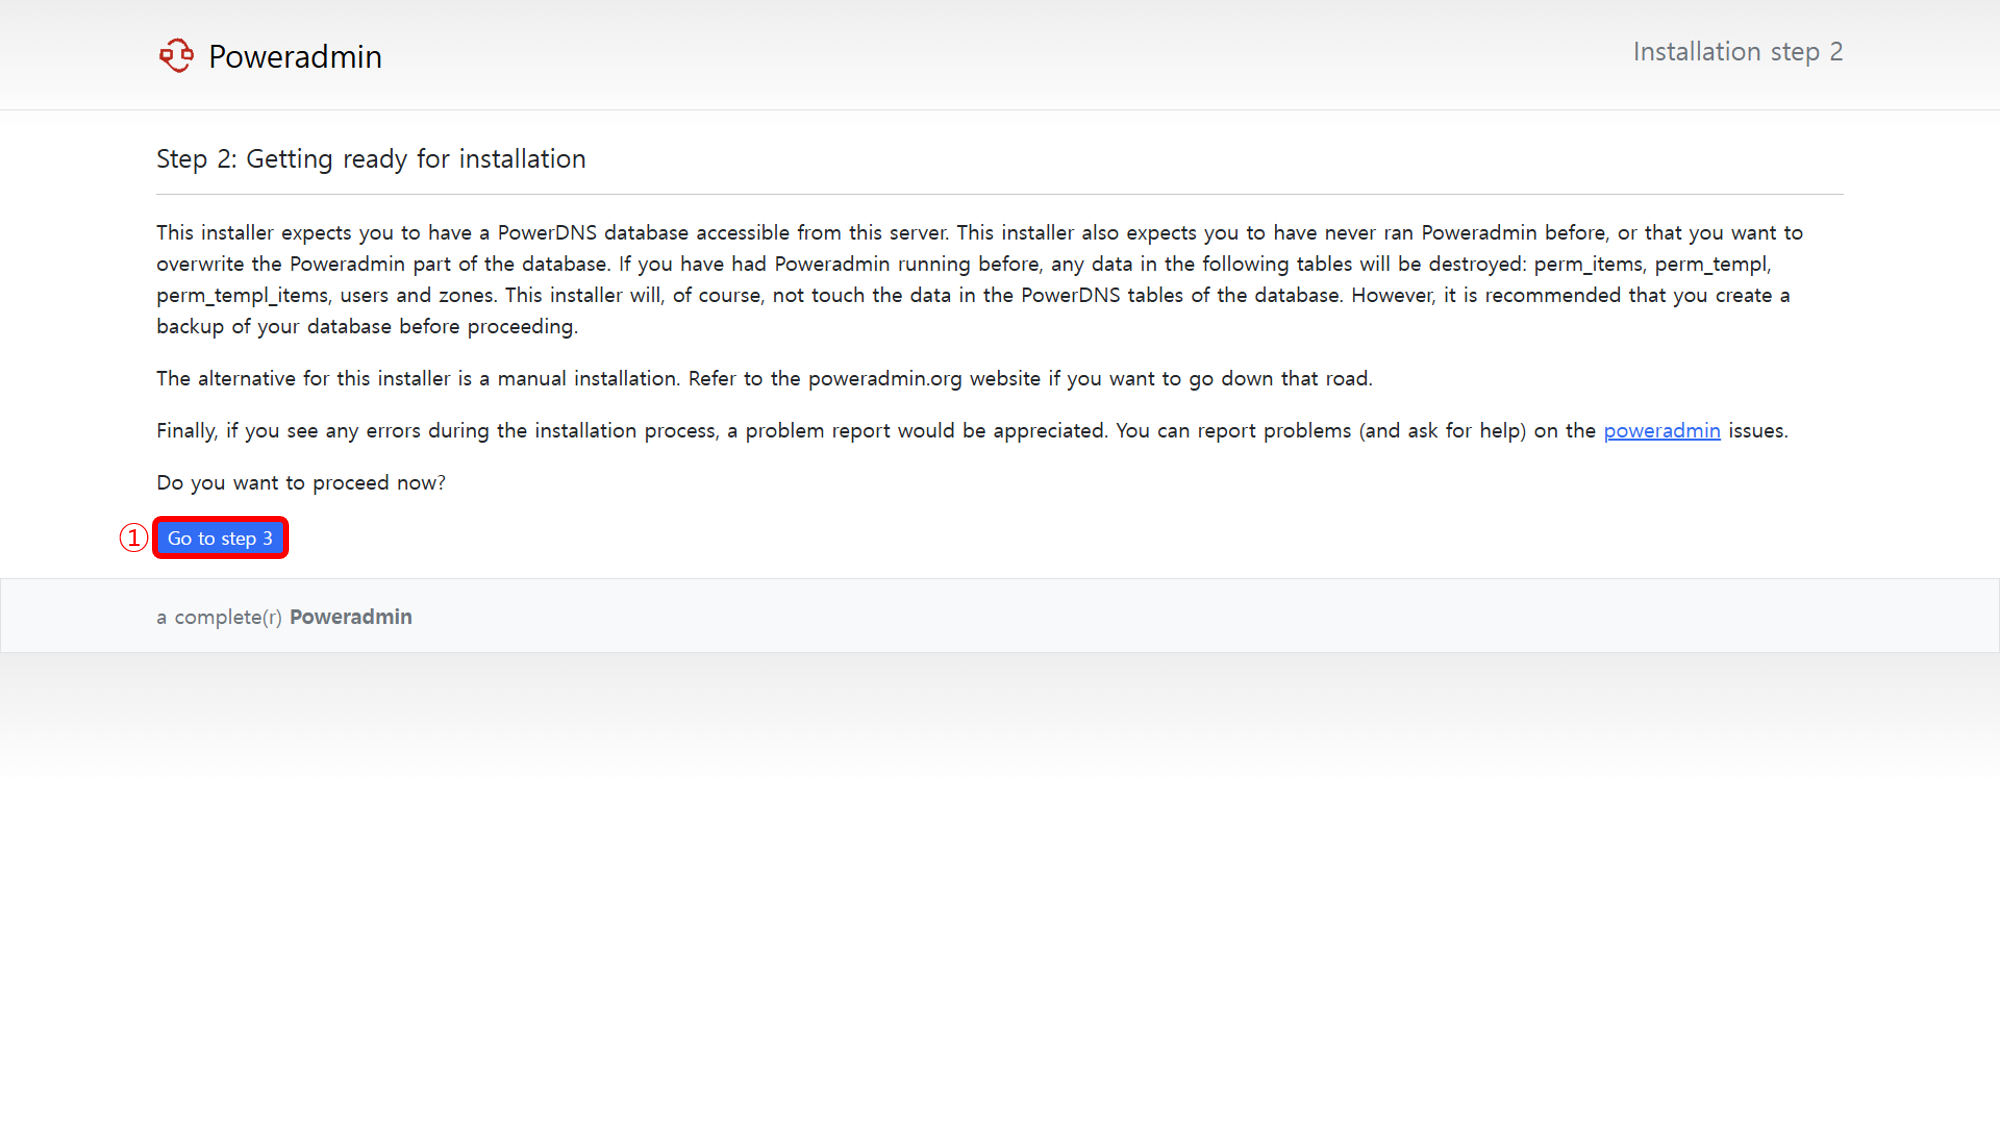 Poweradmin
Installation step 2
Step 2: Getting ready for installation
This installer expects you to have a PowerDNS database accessible from this server. This installer also expects you to have never ran Poweradmin before, or that you want to
overwrite the Poweradmin part of the database. If you have had Poweradmin running before, any data in the following tables will be destroyed: perm_items, perm_templ,
perm_templ_items, users and zones. This installer will, of course, not touch the data in the PowerDNS tables of the database. However, it is recommended that you create a
backup of your database before proceeding.
The alternative for this installer is a manual installation. Refer to the poweradmin.org website if you want to go down that road.
Finally, if you see any errors during the installation process, a problem report would be appreciated. You can report problems (and ask for help) on the poweradmin issues.
Do you want to proceed now?
① Go to step 3
a complete(r) Poweradmin